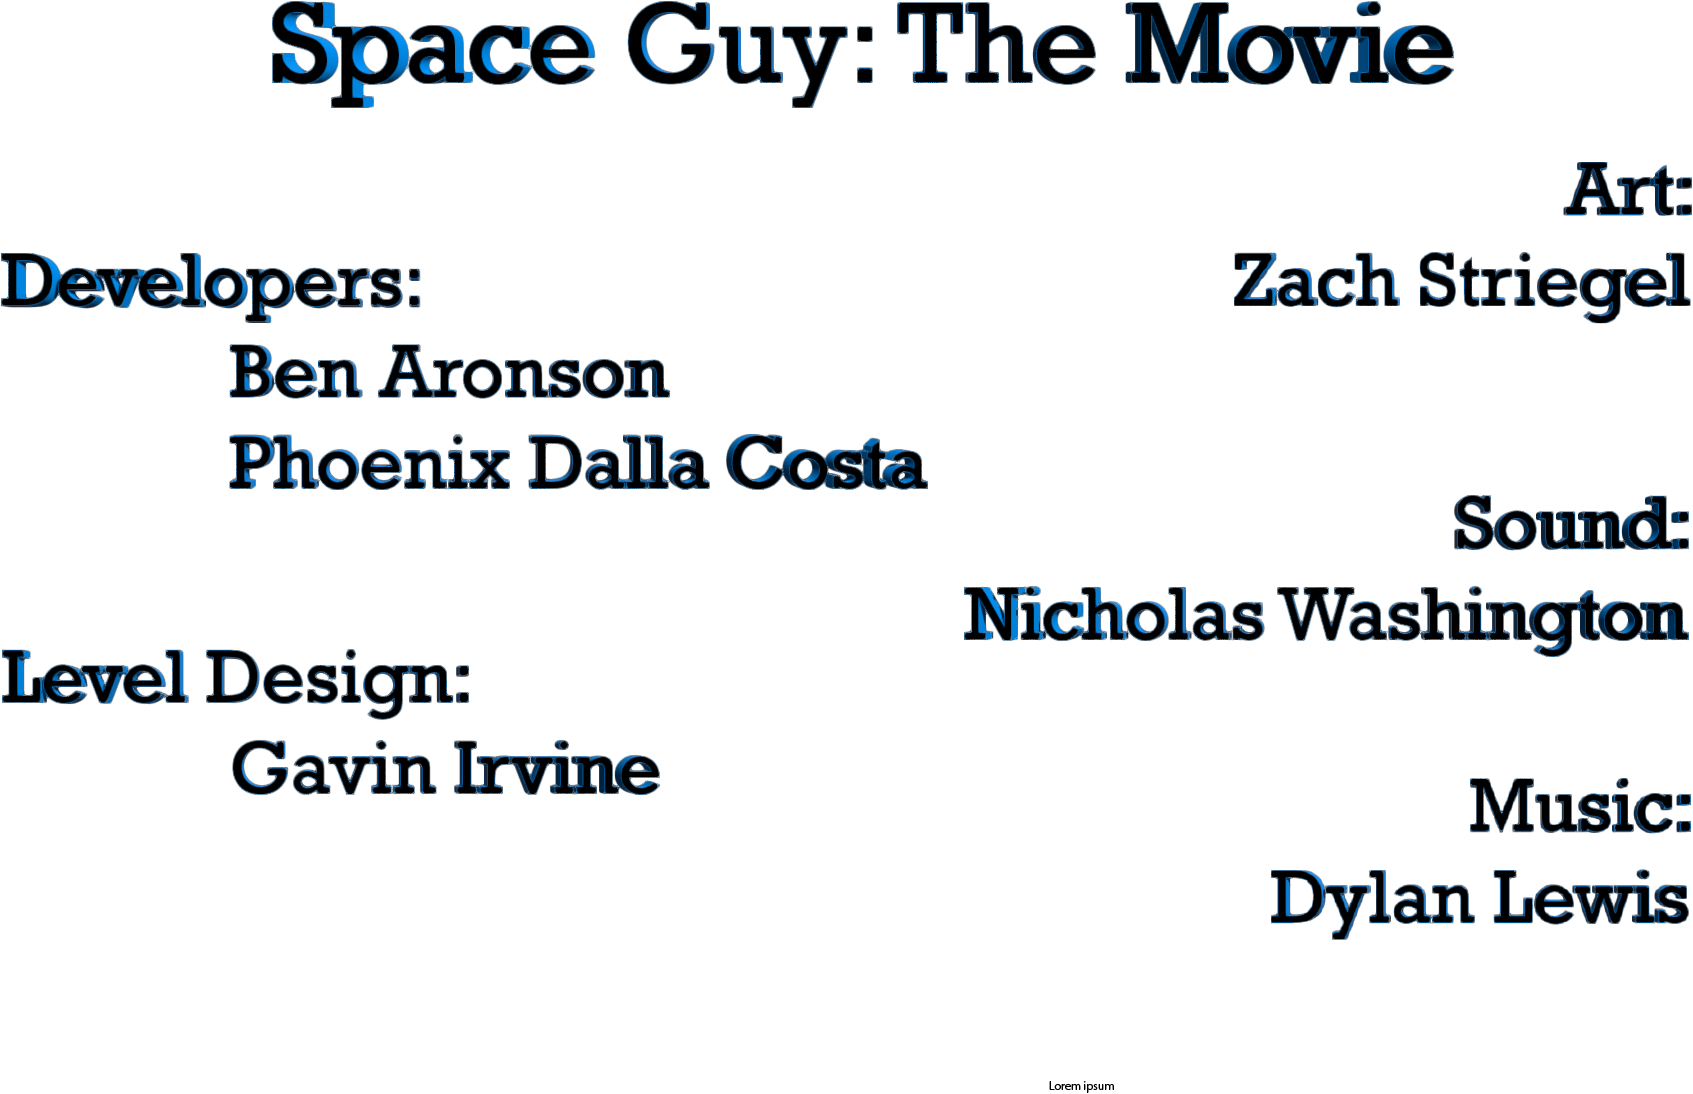 Space Guy: The Movie
Developers:
Ben Aronson
Phoenix Dalla Costa
Level Design:
Gavin Irvine
Art:
Zach Striegel
Sound:
Nicholas Washington
Music:
Dylan Lewis
Lorem ipsum